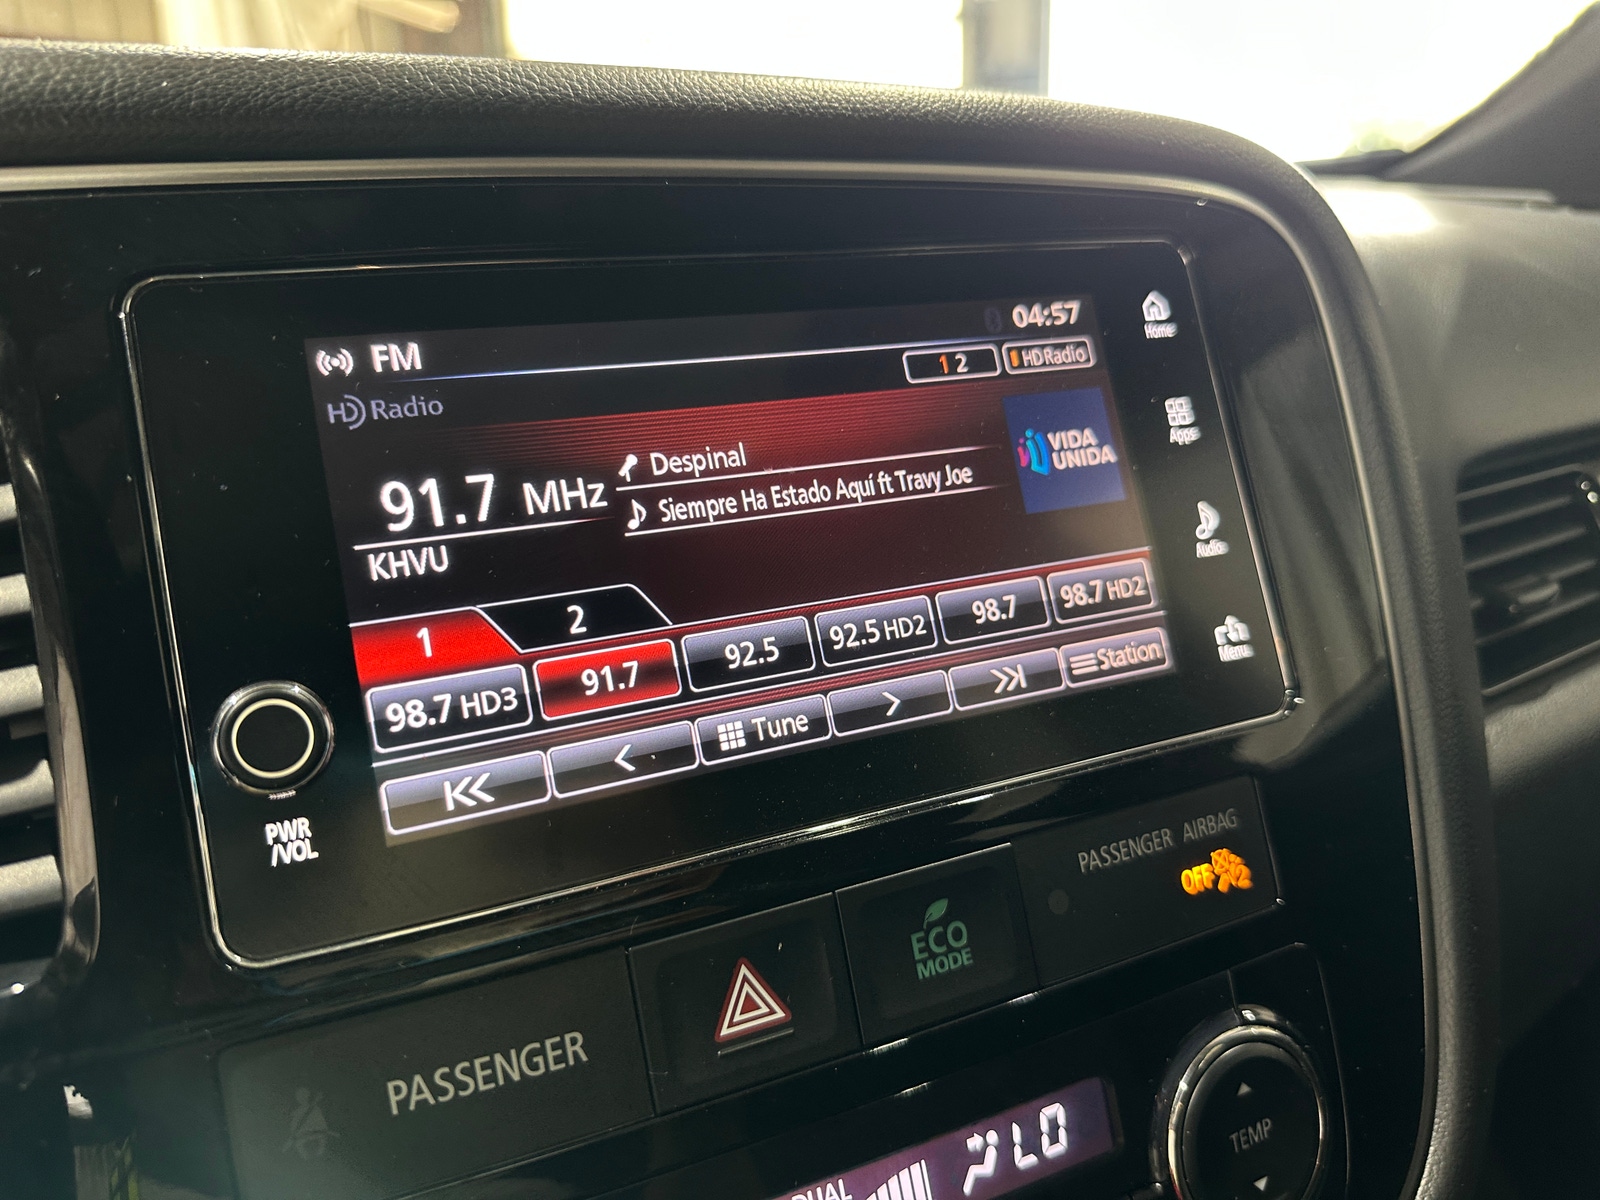 FM
04:57
1 2
HD Radio
HD Radio
91.7 MHz
Despinal
Siempre Ha Estado Aquí ft Travy Joe
KHVU
VIDA
UNIDA
1
2
98.7 HD3
91.7
92.5
92.5 HD2
98.7
98.7 HD2
Tune
Station
Home
Apps
Audio
Menu
PWR
/VOL
PASSENGER AIRBAG
OFF
2
ECO
MODE
PASSENGER
TEMP
LO
DUAL